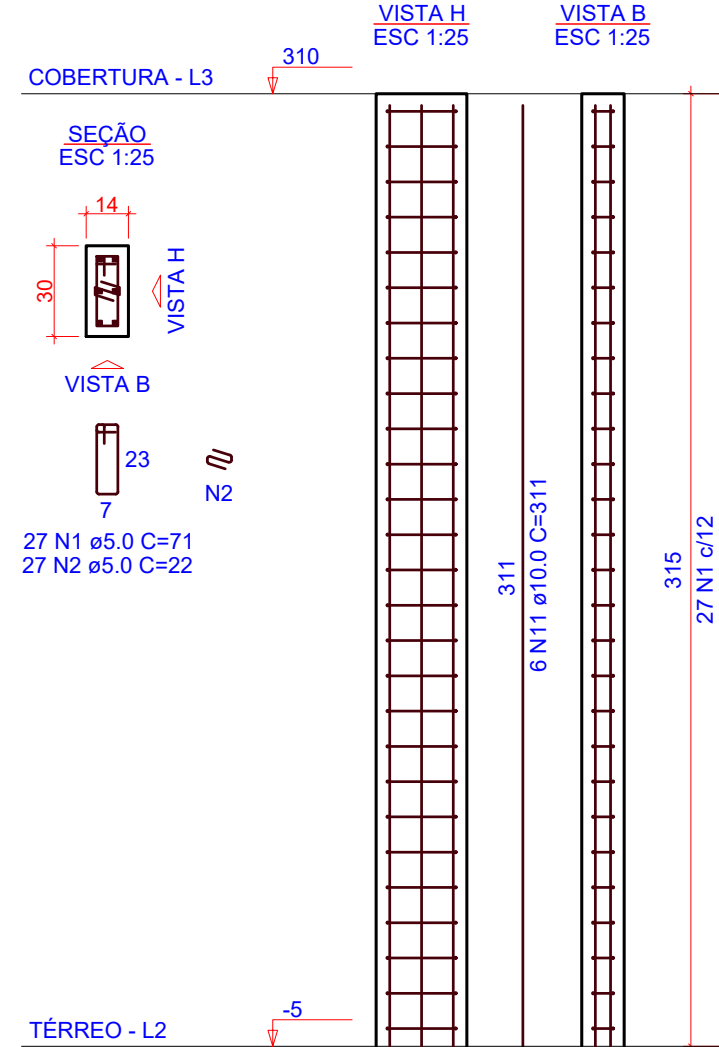 VISTA H
ESC 1:25
VISTA B
ESC 1:25
310
COBERTURA - L3
SEÇÃO
ESC 1:25
14
30
VISTA H
VISTA B
23
7
N2
27 N1 ø5.0 C=71
27 N2 ø5.0 C=22
311
6 N11 ø10.0 C=311
315
27 N1 c/12
-5
TÉRREO - L2